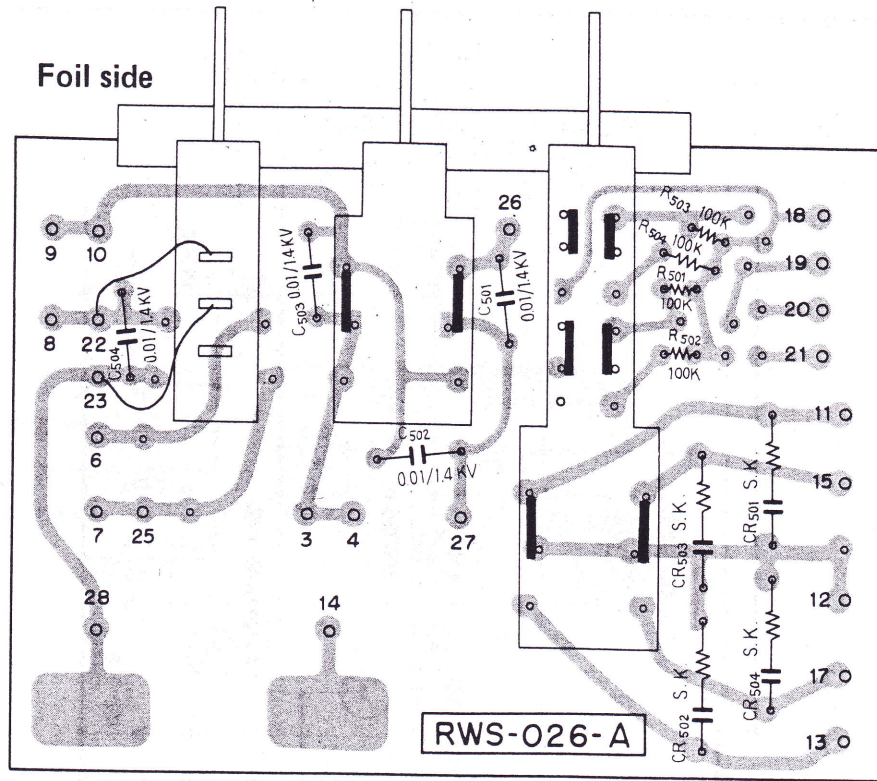 Foil side
26
R503 100K
18
9
10
R504 100K
19
0.01/1.4KV
C503
C501
0.01/1.4KV
R501
100K
20
8
22
C504
0.01/1.4KV
R502
100K
21
23
11
6
C502
0.01/1.4KV
15
S.K.
CR503
S.K.
CR501
7
25
3
4
27
12
28
14
S.K.
CR502
S.K.
CR504
17
RWS-026-A
13